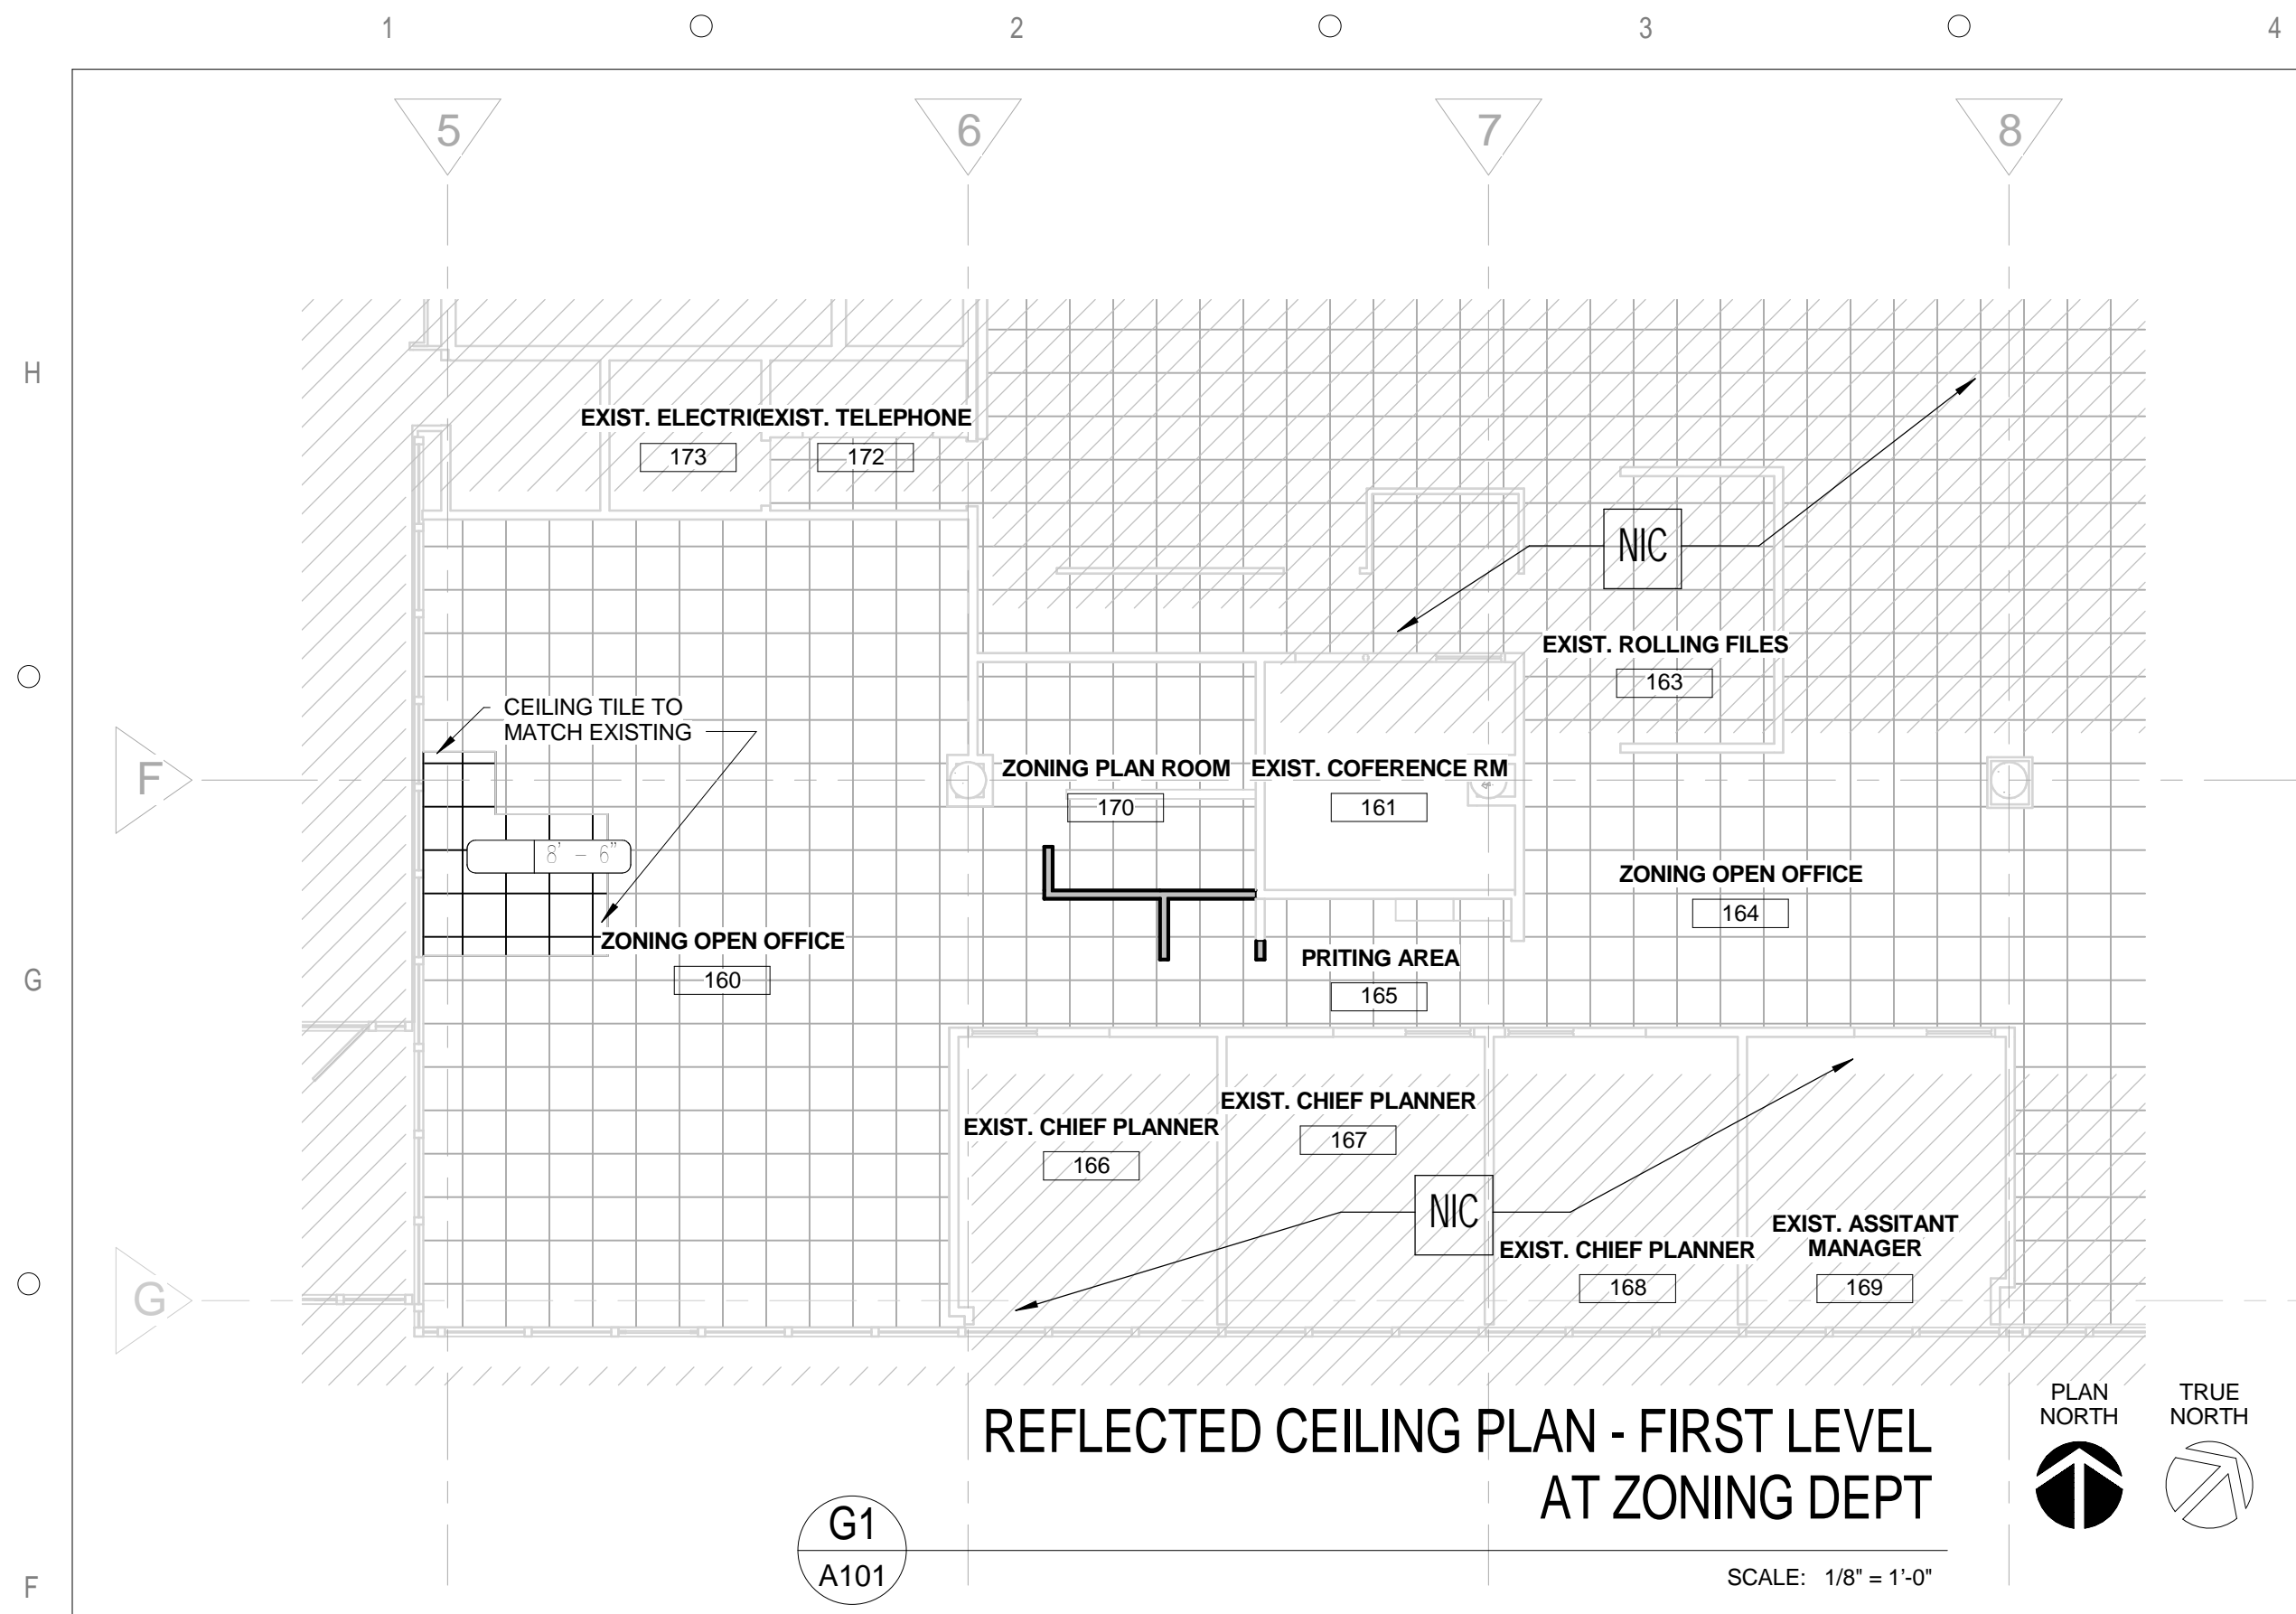 1
2
3
4
5
6
7
8
H
EXIST. ELECTRIC
EXIST. TELEPHONE
173
172
NIC
EXIST. ROLLING FILES
163
CEILING TILE TO
MATCH EXISTING
F
ZONING PLAN ROOM
EXIST. COFERENCE RM
170
161
8' - 6"
ZONING OPEN OFFICE
164
ZONING OPEN OFFICE
160
G
PRITING AREA
165
EXIST. CHIEF PLANNER
167
EXIST. CHIEF PLANNER
166
NIC
EXIST. CHIEF PLANNER
168
EXIST. ASSITANT
MANAGER
169
G
REFLECTED CEILING PLAN - FIRST LEVEL
AT ZONING DEPT
PLAN
NORTH
TRUE
NORTH
G1
A101
SCALE: 1/8" = 1'-0"
F